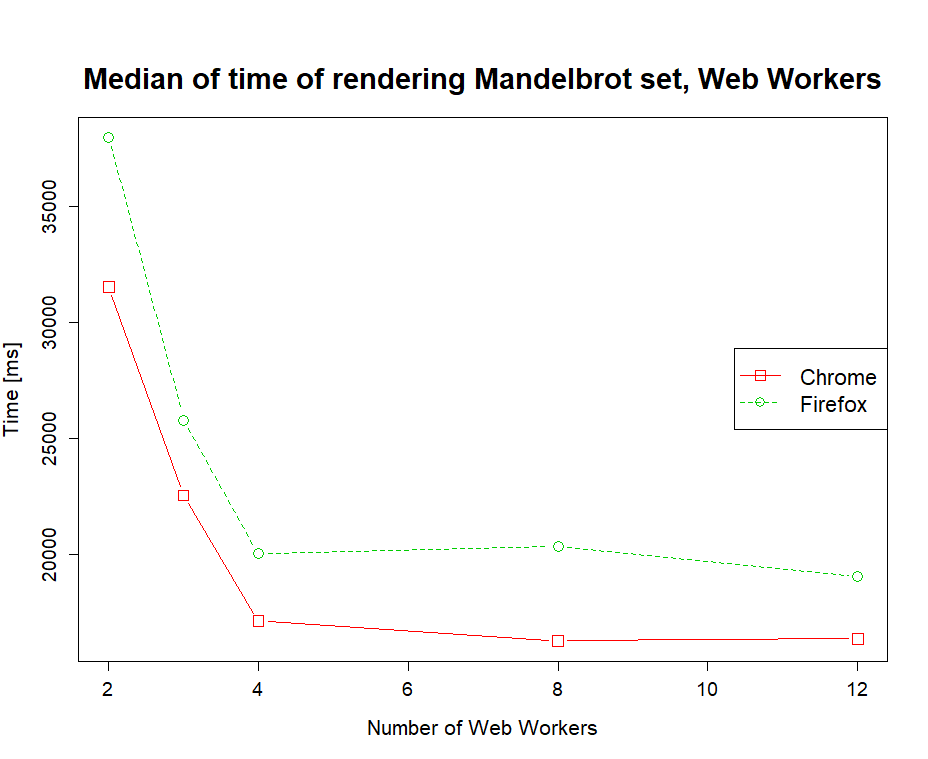 Median of time of rendering Mandelbrot set, Web Workers
35000
30000
25000
20000
Time [ms]
Chrome
Firefox
2 4 6 8 10 12
Number of Web Workers